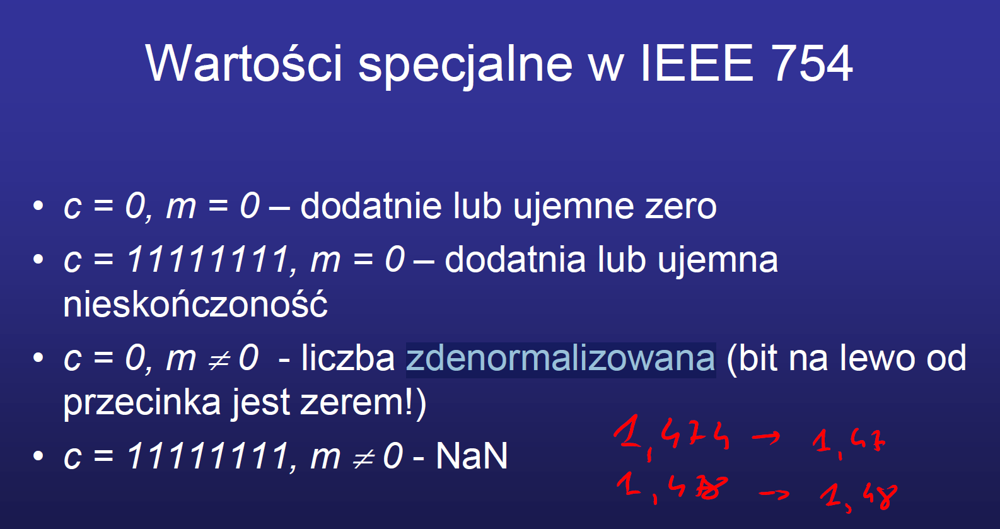 Wartości specjalne w IEEE 754
• c = 0, m = 0 – dodatnie lub ujemne zero
• c = 11111111, m = 0 – dodatnia lub ujemna
nieskończoność
• c = 0, m ≠ 0 - liczba zdenormalizowana (bit na lewo od
przecinka jest zerem!)
• c = 11111111, m ≠ 0 - NaN
1,474 → 1,47
1,478 → 1,48